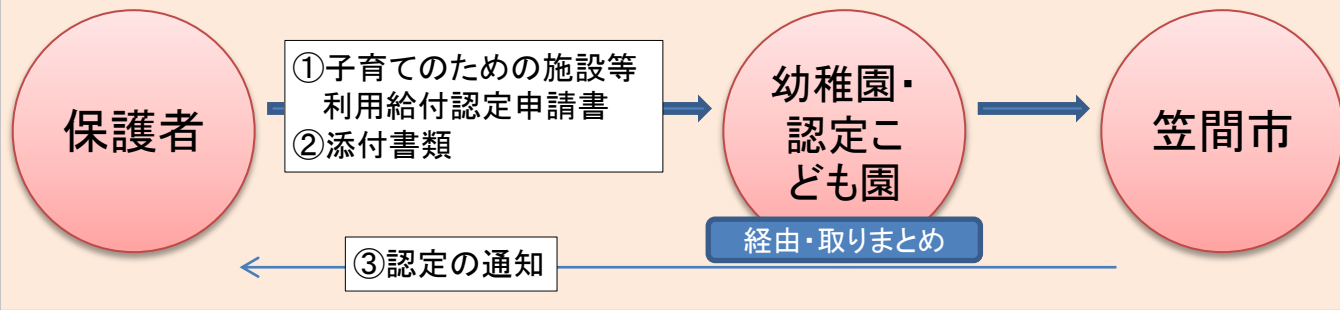 保護者
①子育てのための施設等
利用給付認定申請書
②添付書類
幼稚園・
認定こ
ども園
経由・取りまとめ
笠間市
③認定の通知